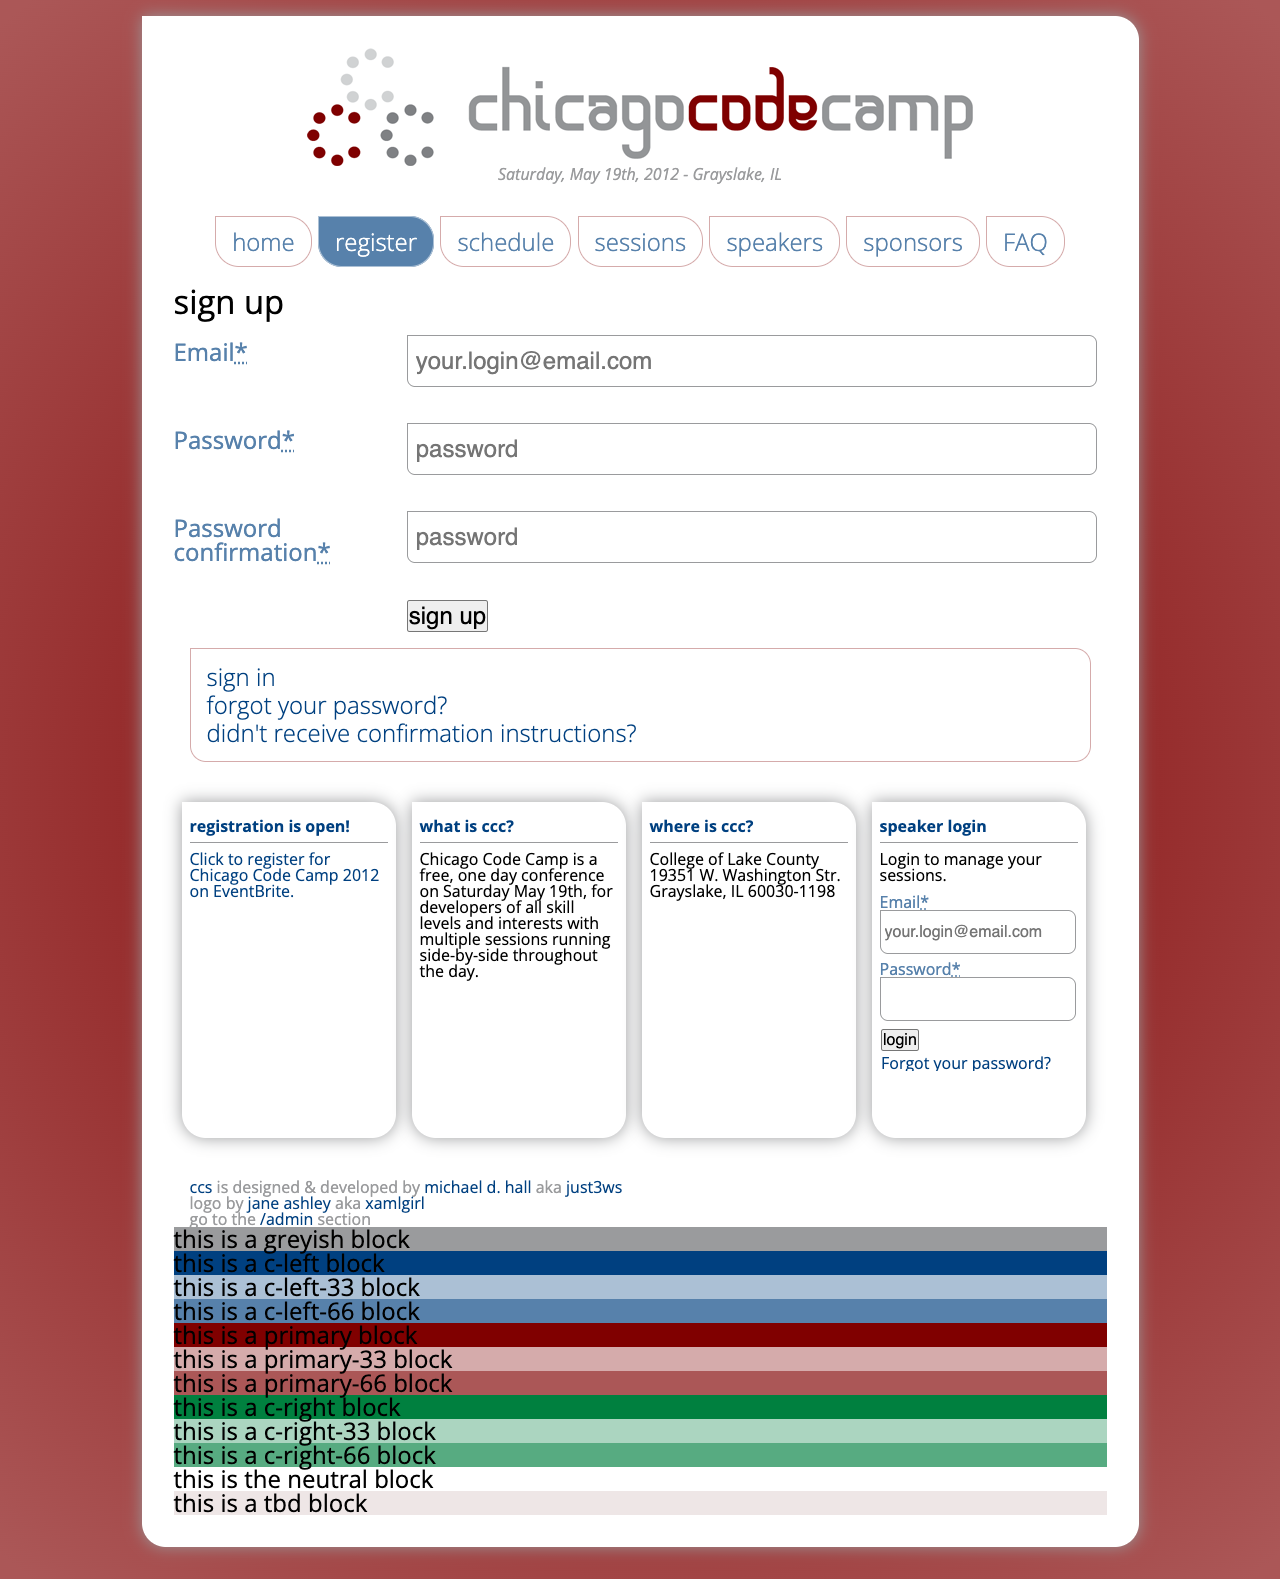 chicagocodecamp
Saturday, May 19th, 2012 - Grayslake, IL
home register schedule sessions speakers sponsors FAQ
sign up
Email*
your.login@email.com
Password*
password
Password
confirmation*
password
sign up
sign in
forgot your password?
didn't receive confirmation instructions?
registration is open!
Click to register for
Chicago Code Camp 2012
on EventBrite.
what is ccc?
Chicago Code Camp is a
free, one day conference
on Saturday May 19th, for
developers of all skill
levels and interests with
multiple sessions running
side-by-side throughout
the day.
where is ccc?
College of Lake County
19351 W. Washington Str.
Grayslake, IL 60030-1198
speaker login
Login to manage your
sessions.
Email*
your.login@email.com
Password*
login
Forgot your password?
ccs is designed & developed by michael d. hall aka just3ws
logo by jane ashley aka xamlgirl
go to the /admin section
this is a greyish block
this is a c-left block
this is a c-left-33 block
this is a c-left-66 block
this is a primary block
this is a primary-33 block
this is a primary-66 block
this is a c-right block
this is a c-right-33 block
this is a c-right-66 block
this is the neutral block
this is a tbd block